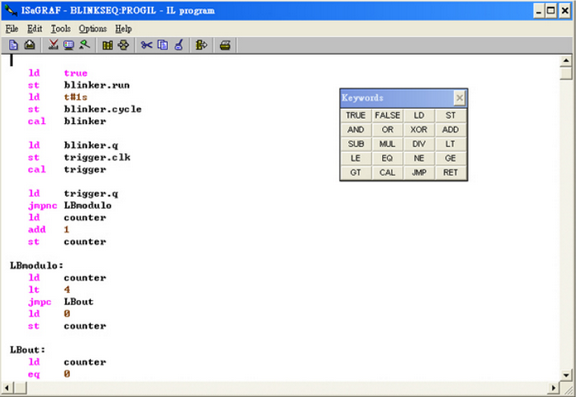 ISaGRAF - BLINKSEQ:PROGIL - IL program
File Edit Tools Options Help
ld true
st blinker.run
ld t#1s
st blinker.cycle
cal blinker
ld blinker.q
st trigger.clk
cal trigger
ld trigger.q
jmpnc LBmodulo
ld counter
add 1
st counter
LBmodulo:
ld counter
lt 4
jmpc LBout
ld 0
st counter
LBout:
ld counter
eq 0
Keywords
TRUE FALSE LD ST
AND OR XOR ADD
SUB MUL DIV LT
LE EQ NE GE
GT CAL JMP RET